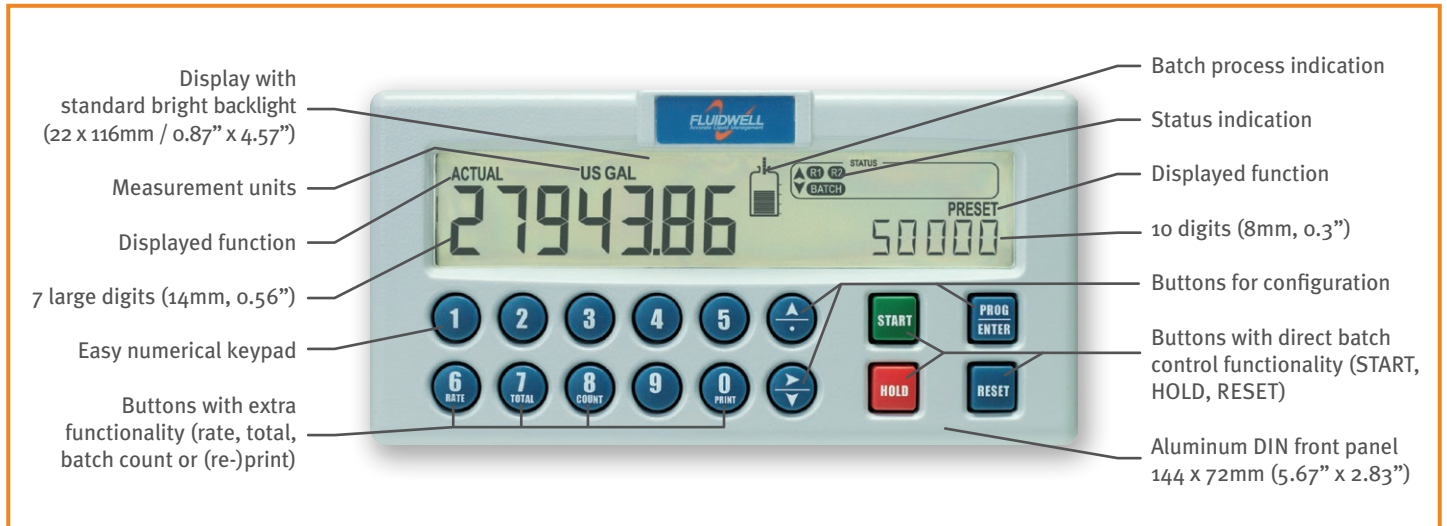 Display with
standard bright backlight
(22 x 116mm / 0.87” x 4.57”)
Measurement units
Displayed function
7 large digits (14mm, 0.56”)
Easy numerical keypad
Buttons with extra
functionality (rate, total,
batch count or (re-)print)
FLUIDWELL
Accurate Liquid Management
ACTUAL
US GAL
27943.86
STATUS
R1 R2
BATCH
PRESET
50000
1 2 3 4 5
START
PROG
ENTER
6 7 8 9 0
RATE TOTAL COUNT PRINT
HOLD
RESET
Batch process indication
Status indication
Displayed function
10 digits (8mm, 0.3”)
Buttons for configuration
Buttons with direct batch
control functionality (START,
HOLD, RESET)
Aluminum DIN front panel
144 x 72mm (5.67” x 2.83”)